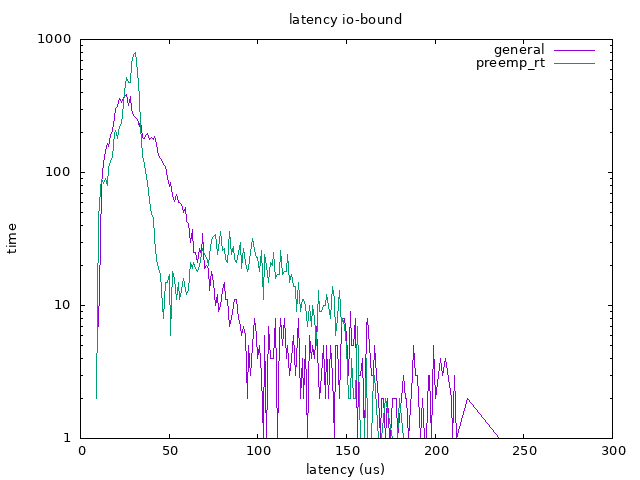 latency io-bound
1000
general
preemp_rt
100
time
10
1
0 50 100 150 200 250 300
latency (us)